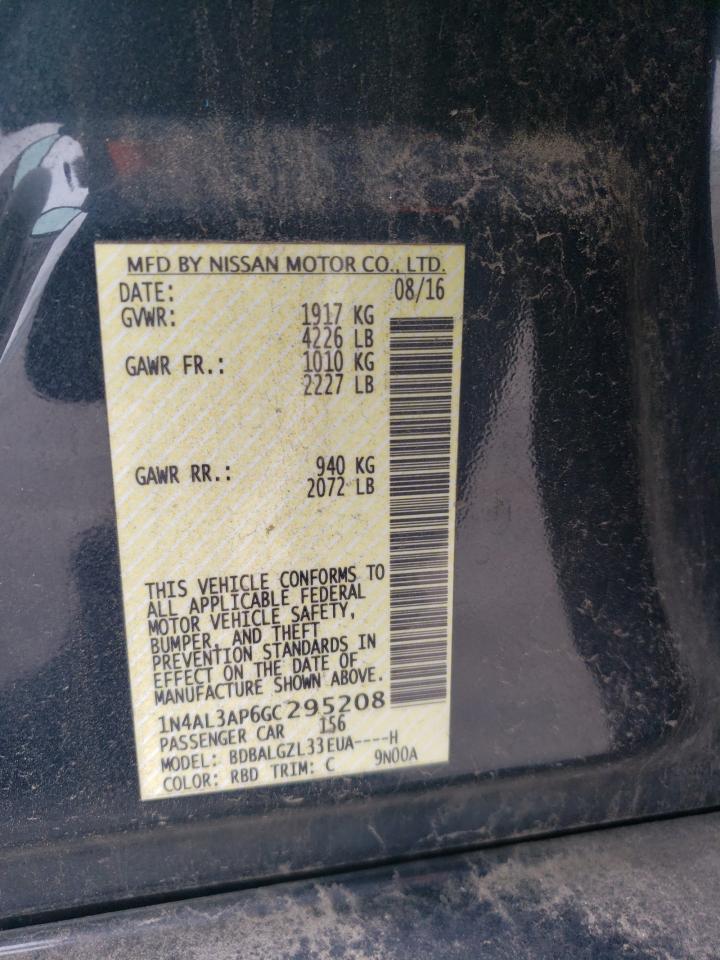 MFD BY NISSAN MOTOR CO., LTD.
DATE: 08/16
GVWR: 1917 KG
4226 LB
GAWR FR.: 1010 KG
2227 LB
GAWR RR.: 940 KG
2072 LB
THIS VEHICLE CONFORMS TO
ALL APPLICABLE FEDERAL
MOTOR VEHICLE SAFETY,
BUMPER, AND THEFT
PREVENTION STANDARDS IN
EFFECT ON THE DATE OF
MANUFACTURE SHOWN ABOVE.
1N4AL3AP6GC295208
PASSENGER CAR 156
MODEL: BDBALGZL33EUA----H
COLOR: RBD TRIM: C 9N00A